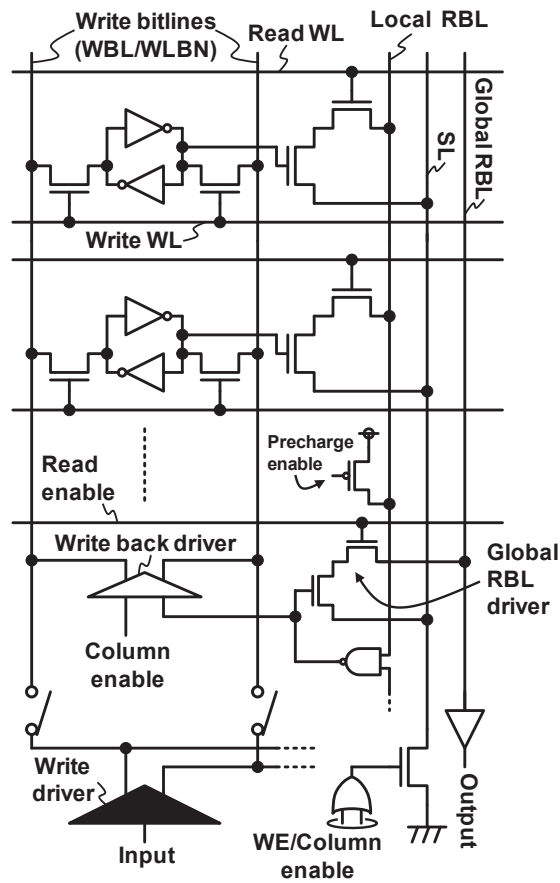 Write bitlines
(WBL/WLBN)
Read WL
Local RBL
SL
Global RBL
Write WL
Precharge
enable
Read
enable
Write back driver
Global
RBL
driver
Column
enable
Write
driver
Input
WE/Column
enable
Output